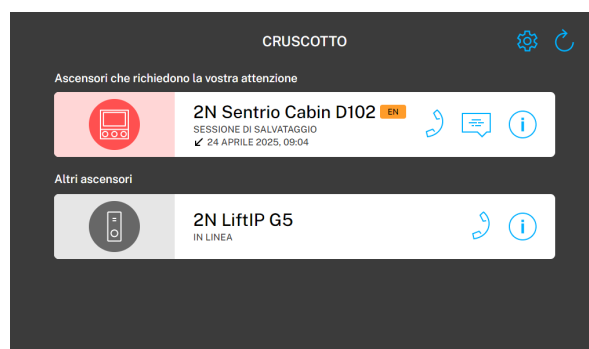 CRUSCOTTO
Ascensori che richiedono la vostra attenzione
2N Sentrio Cabin D102 EN
SESSIONE DI SALVATAGGIO
↙ 24 APRILE 2025, 09:04
Altri ascensori
2N LiftIP G5
IN LINEA